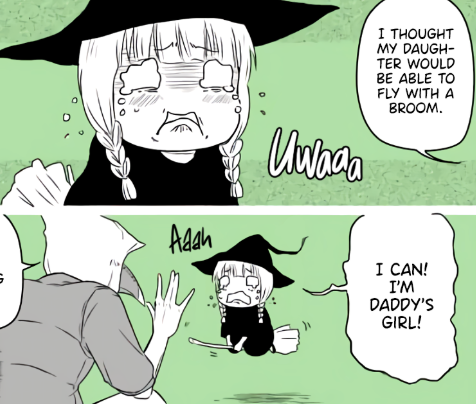 I THOUGHT
MY DAUGH-
TER WOULD
BE ABLE TO
FLY WITH A
BROOM.
Uwaaa
Aaah
I CAN!
I'M
DADDY'S
GIRL!